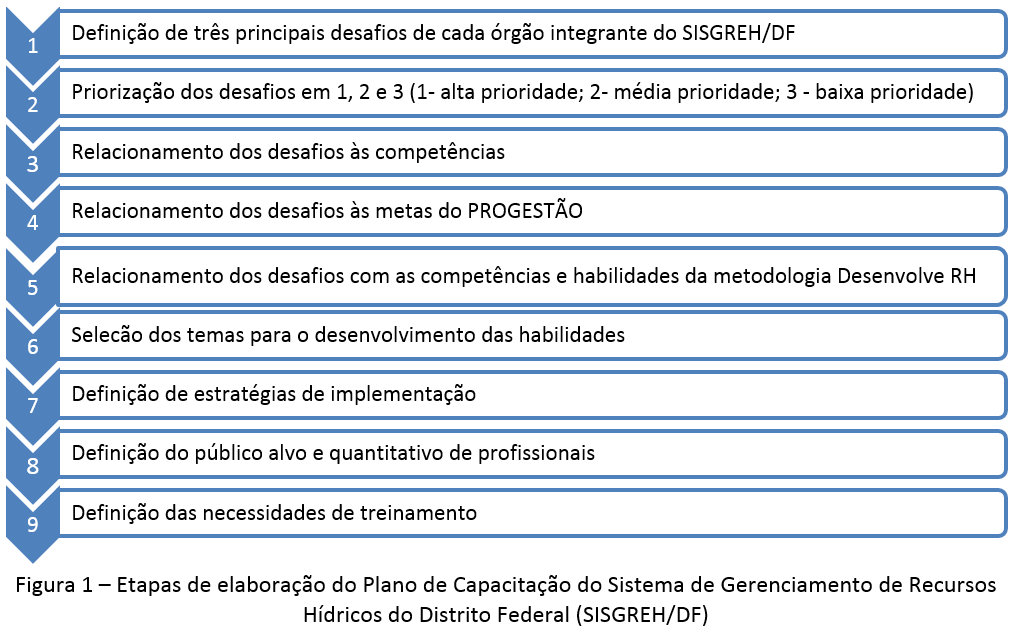 1 Definição de três principais desafios de cada órgão integrante do SISGREH/DF
2 Priorização dos desafios em 1, 2 e 3 (1- alta prioridade; 2- média prioridade; 3 - baixa prioridade)
3 Relacionamento dos desafios às competências
4 Relacionamento dos desafios às metas do PROGESTÃO
5 Relacionamento dos desafios com as competências e habilidades da metodologia Desenvolve RH
6 Selecão dos temas para o desenvolvimento das habilidades
7 Definição de estratégias de implementação
8 Definição do público alvo e quantitativo de profissionais
9 Definição das necessidades de treinamento
Figura 1 – Etapas de elaboração do Plano de Capacitação do Sistema de Gerenciamento de Recursos
Hídricos do Distrito Federal (SISGREH/DF)